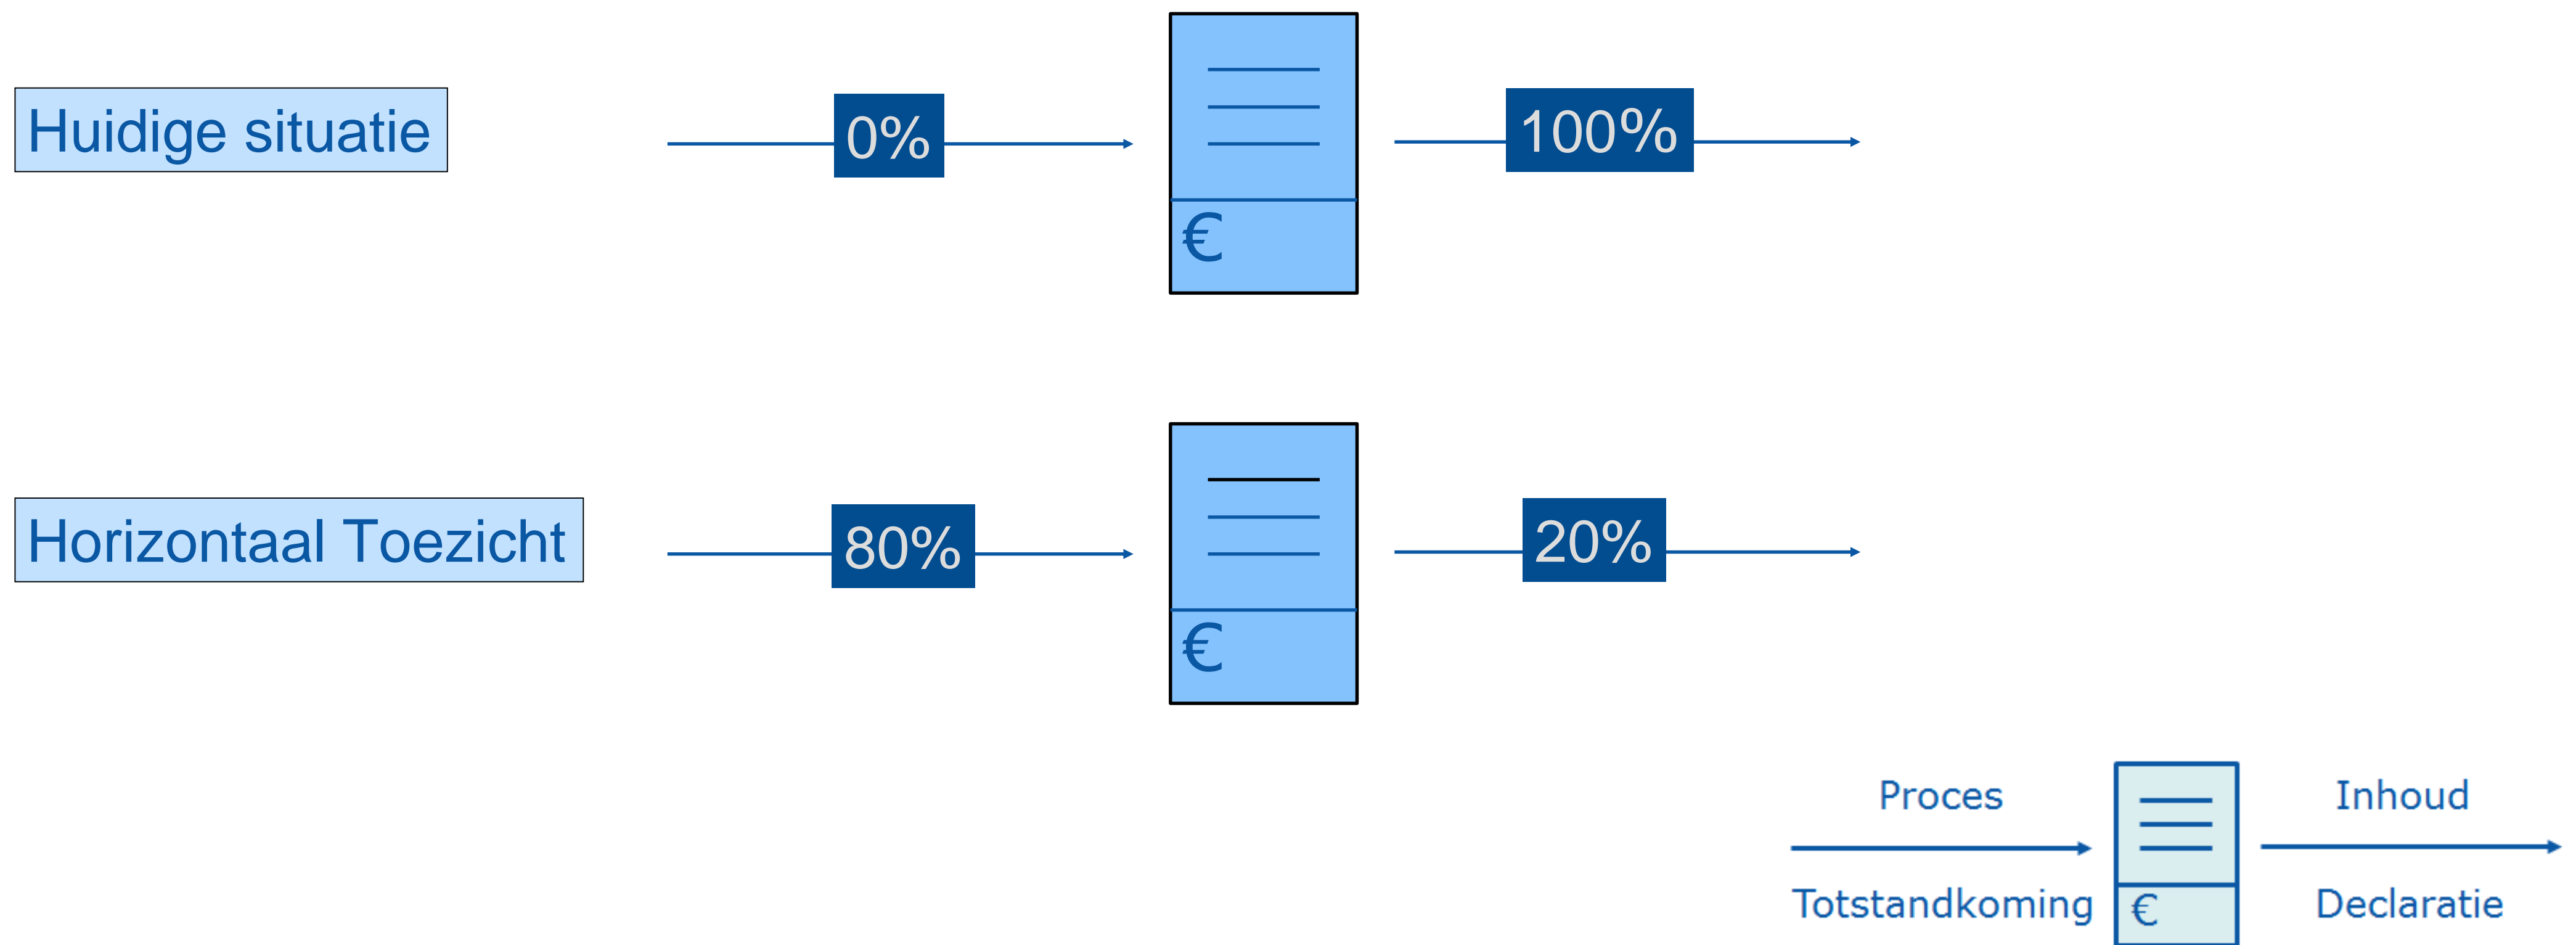 Huidige situatie
0%
100%
€
Horizontaal Toezicht
80%
20%
€
Proces
Inhoud
Totstandkoming
€
Declaratie